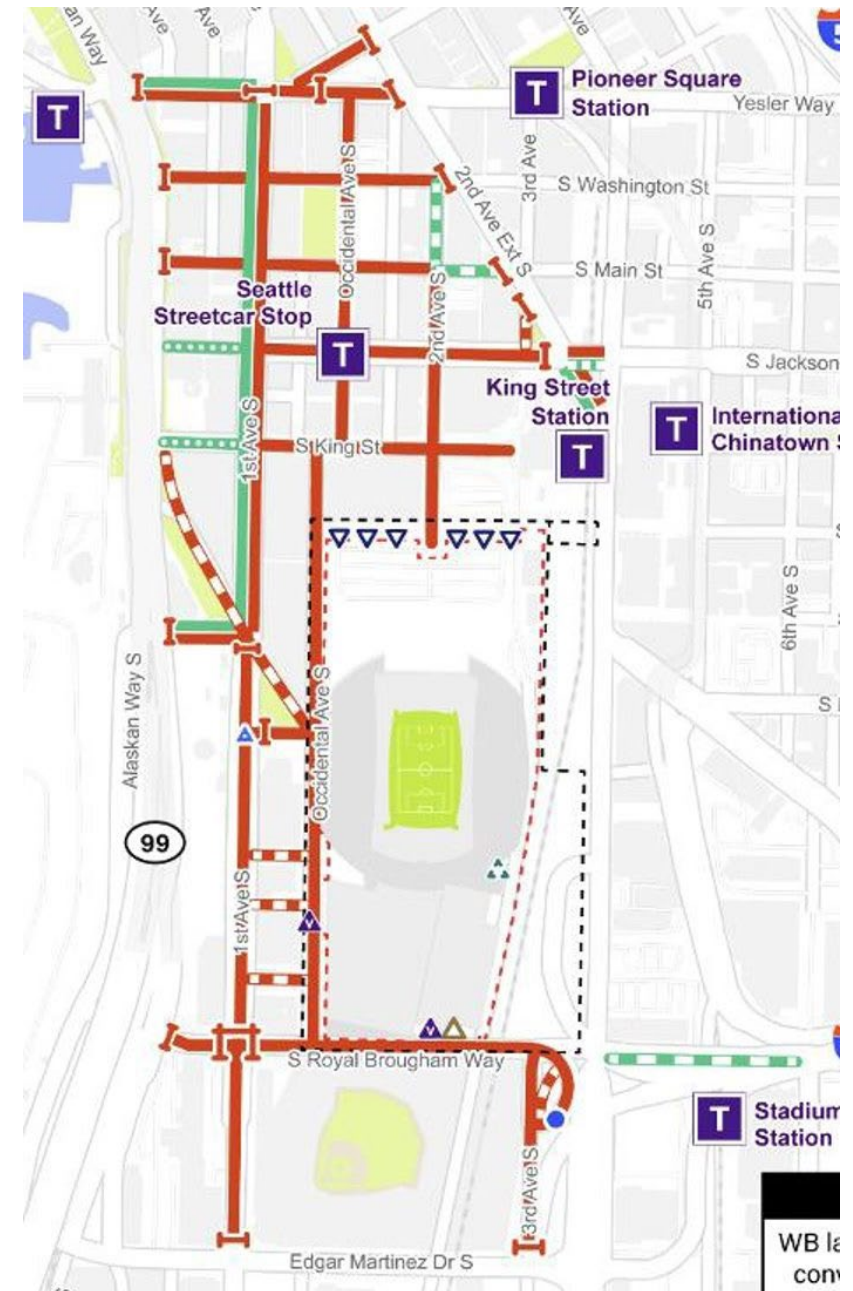 an Way
Ave
Ave
Ave
5
T
T
Pioneer Square
Station
Yesler Way
3rd Ave
Occidental Ave S
2nd Ave Ext S
S Washington St
5th Ave S
S Main St
Seattle
Streetcar Stop
T
2nd Ave S
S Jackson
King Street
Station
T
T
Internationa
Chinatown S
1st Ave S
S King St
S
6th Ave S
Alaskan Way S
Occidental Ave S
S
99
1st Ave S
V
V
S Royal Brougham Way
T
Stadium
Station
3rd Ave S
WB la
conv
Edgar Martinez Dr S